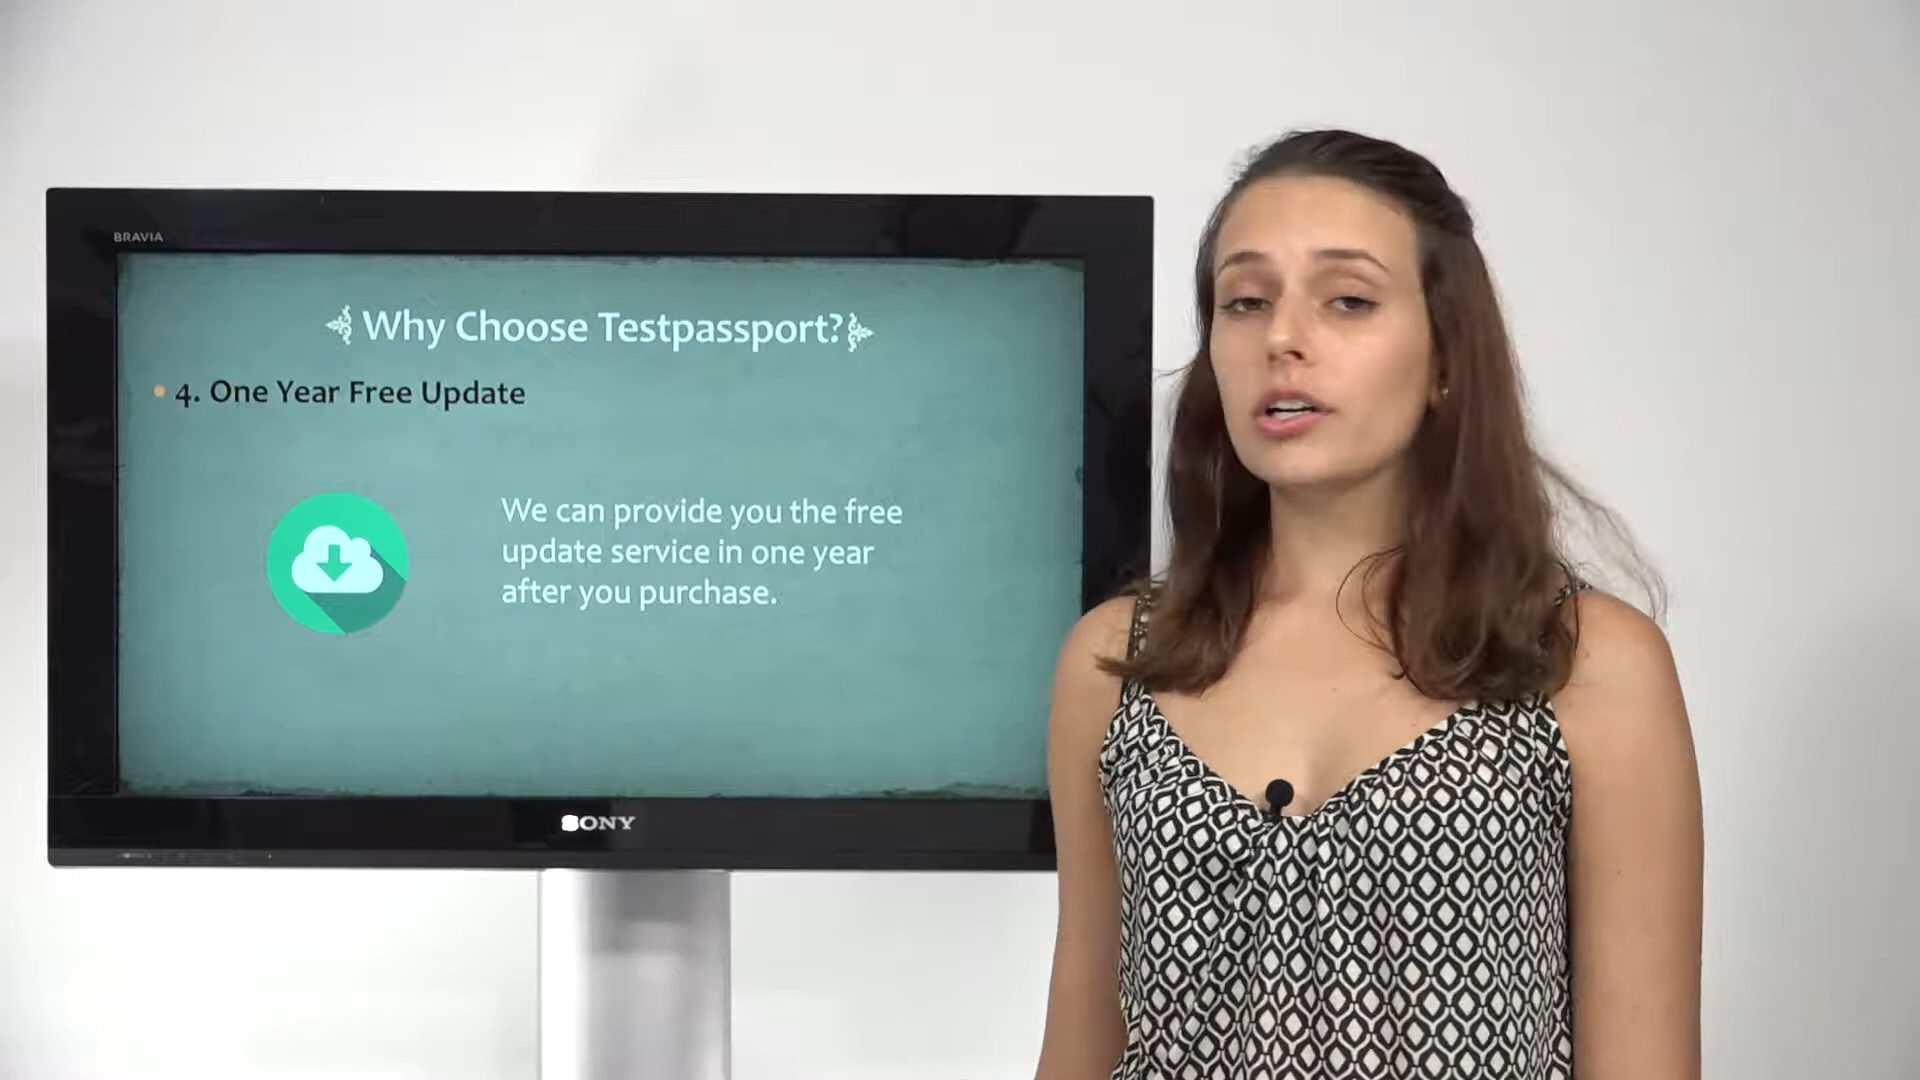 BRAVIA
Why Choose Testpassport?
• 4. One Year Free Update
We can provide you the free
update service in one year
after you purchase.
SONY